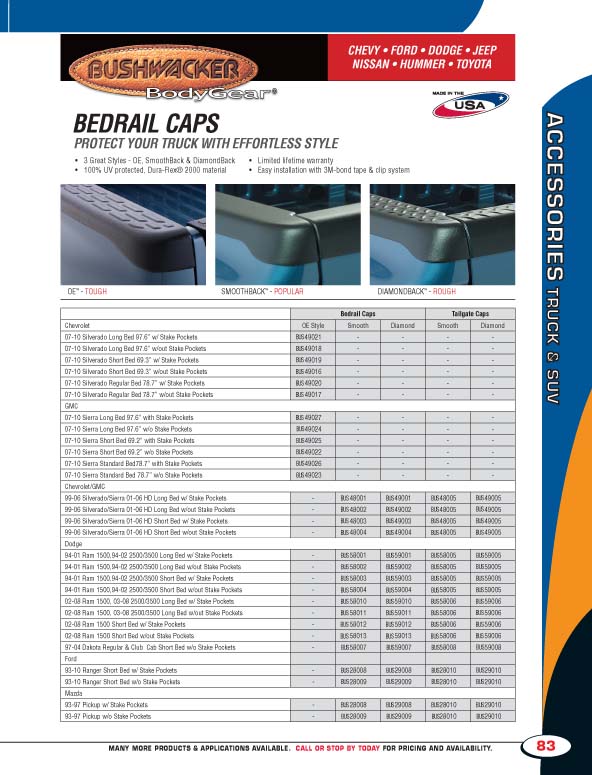 CHEVY • FORD • DODGE • JEEP
NISSAN • HUMMER • TOYOTA
BUSHWACKER
BodyGear®
MADE IN THE
USA
BEDRAIL CAPS
PROTECT YOUR TRUCK WITH EFFORTLESS STYLE
• 3 Great Styles - OE, SmoothBack & DiamondBack
• 100% UV protected, Dura-Flex® 2000 material
• Limited lifetime warranty
• Easy installation with 3M-bond tape & clip system
OE™ - TOUGH
SMOOTHBACK™ - POPULAR
DIAMONDBACK™ - ROUGH
Bedrail Caps Tailgate Caps
Chevrolet OE Style Smooth Diamond Smooth Diamond
07-10 Silverado Long Bed 97.6" w/ Stake Pockets BUS49021 - - - -
07-10 Silverado Long Bed 97.6" w/out Stake Pockets BUS49018 - - - -
07-10 Silverado Short Bed 69.3" w/ Stake Pockets BUS49019 - - - -
07-10 Silverado Short Bed 69.3" w/out Stake Pockets BUS49016 - - - -
07-10 Silverado Regular Bed 78.7" w/ Stake Pockets BUS49020 - - - -
07-10 Silverado Regular Bed 78.7" w/out Stake Pockets BUS49017 - - - -
GMC
07-10 Sierra Long Bed 97.6" with Stake Pockets BUS49027 - - - -
07-10 Sierra Long Bed 97.6" w/o Stake Pockets BUS49024 - - - -
07-10 Sierra Short Bed 69.2" with Stake Pockets BUS49025 - - - -
07-10 Sierra Short Bed 69.2" w/o Stake Pockets BUS49022 - - - -
07-10 Sierra Standard Bed78.7" with Stake Pockets BUS49026 - - - -
07-10 Sierra Standard Bed 78.7" w/o Stake Pockets BUS49023 - - - -
Chevrolet/GMC
99-06 Silverado/Sierra 01-06 HD Long Bed w/ Stake Pockets - BUS48001 BUS49001 BUS48005 BUS49005
99-06 Silverado/Sierra 01-06 HD Long Bed w/out Stake Pockets - BUS48002 BUS49002 BUS48005 BUS49005
99-06 Silverado/Sierra 01-06 HD Short Bed w/ Stake Pockets - BUS48003 BUS49003 BUS48005 BUS49005
99-06 Silverado/Sierra 01-06 HD Short Bed w/out Stake Pockets - BUS48004 BUS49004 BUS48005 BUS49005
Dodge
94-01 Ram 1500,94-02 2500/3500 Long Bed w/ Stake Pockets - BUS58001 BUS59001 BUS58005 BUS59005
94-01 Ram 1500,94-02 2500/3500 Long Bed w/out Stake Pockets - BUS58002 BUS59002 BUS58005 BUS59005
94-01 Ram 1500,94-02 2500/3500 Short Bed w/ Stake Pockets - BUS58003 BUS59003 BUS58005 BUS59005
94-01 Ram 1500,94-02 2500/3500 Short Bed w/out Stake Pockets - BUS58004 BUS59004 BUS58005 BUS59005
02-08 Ram 1500, 03-08 2500/3500 Long Bed w/ Stake Pockets - BUS58010 BUS59010 BUS58006 BUS59006
02-08 Ram 1500, 03-08 2500/3500 Long Bed w/out Stake Pockets - BUS58011 BUS59011 BUS58006 BUS59006
02-08 Ram 1500 Short Bed w/ Stake Pockets - BUS58012 BUS59012 BUS58006 BUS59006
02-08 Ram 1500 Short Bed w/out Stake Pockets - BUS58013 BUS59013 BUS58006 BUS59006
97-04 Dakota Regular & Club Cab Short Bed w/o Stake Pockets - BUS58007 BUS59007 BUS58008 BUS59008
Ford
93-10 Ranger Short Bed w/ Stake Pockets - BUS28008 BUS29008 BUS28010 BUS29010
93-10 Ranger Short Bed w/o Stake Pockets - BUS28009 BUS29009 BUS28010 BUS29010
Mazda
93-97 Pickup w/ Stake Pockets - BUS28008 BUS29008 BUS28010 BUS29010
93-97 Pickup w/o Stake Pockets - BUS28009 BUS29009 BUS28010 BUS29010
ACCESSORIES TRUCK & SUV
MANY MORE PRODUCTS & APPLICATIONS AVAILABLE. CALL OR STOP BY TODAY FOR PRICING AND AVAILABILITY.
83